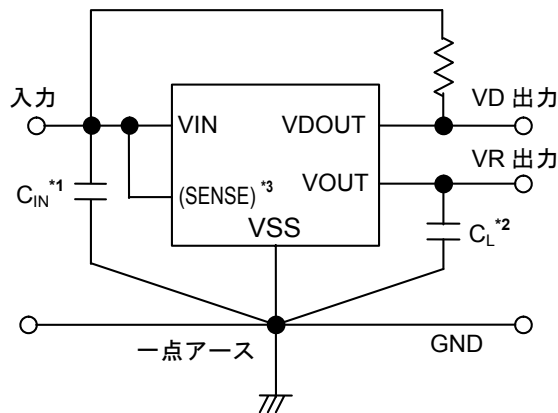 入力
VIN
VDOUT
VD 出力
VOUT
VR 出力
CIN*1
(SENSE)*3
VSS
CL*2
一点アース
GND